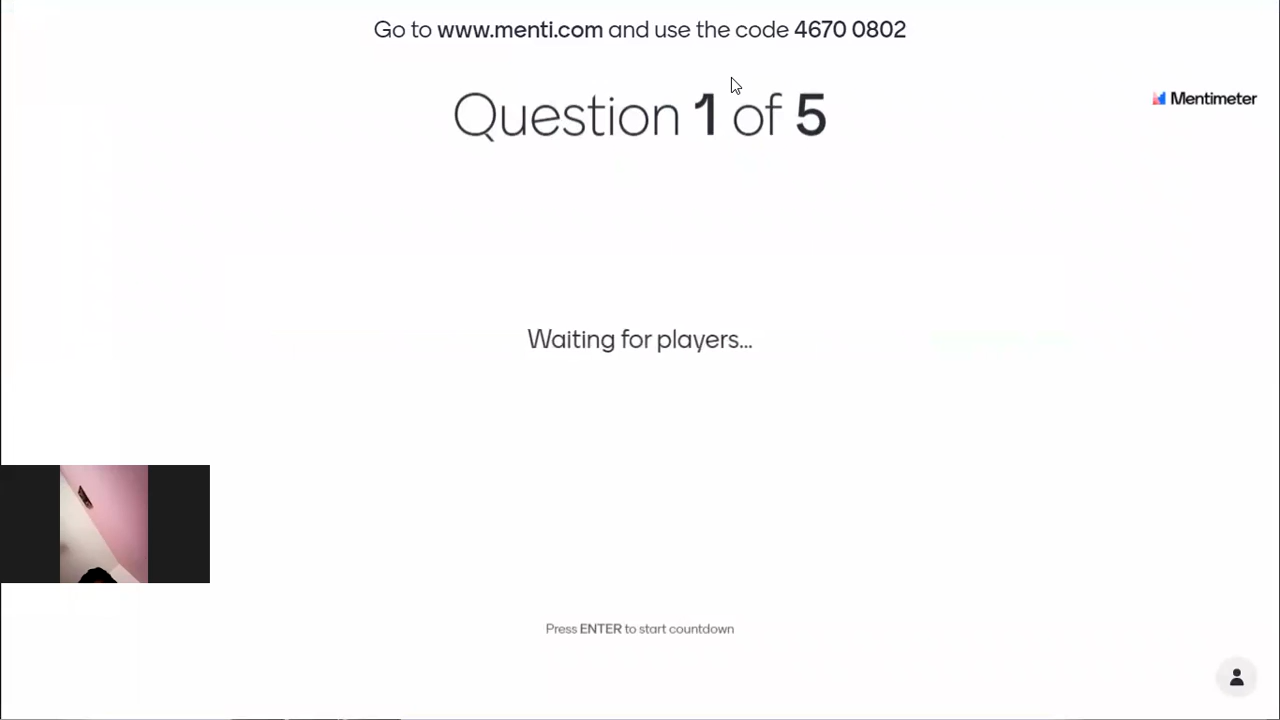 Go to www.menti.com and use the code 4670 0802
Question 1 of 5
Mentimeter
Waiting for players...
Press ENTER to start countdown